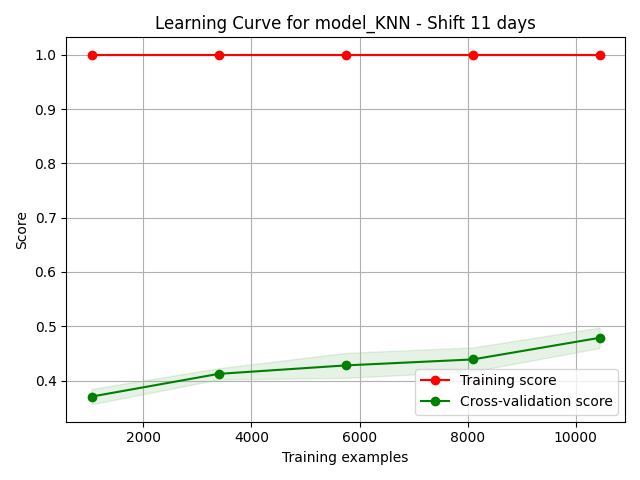 Learning Curve for model_KNN - Shift 11 days
1.0
0.9
0.8
0.7
0.6
0.5
0.4
Score
2000 4000 6000 8000 10000
Training examples
Training score
Cross-validation score